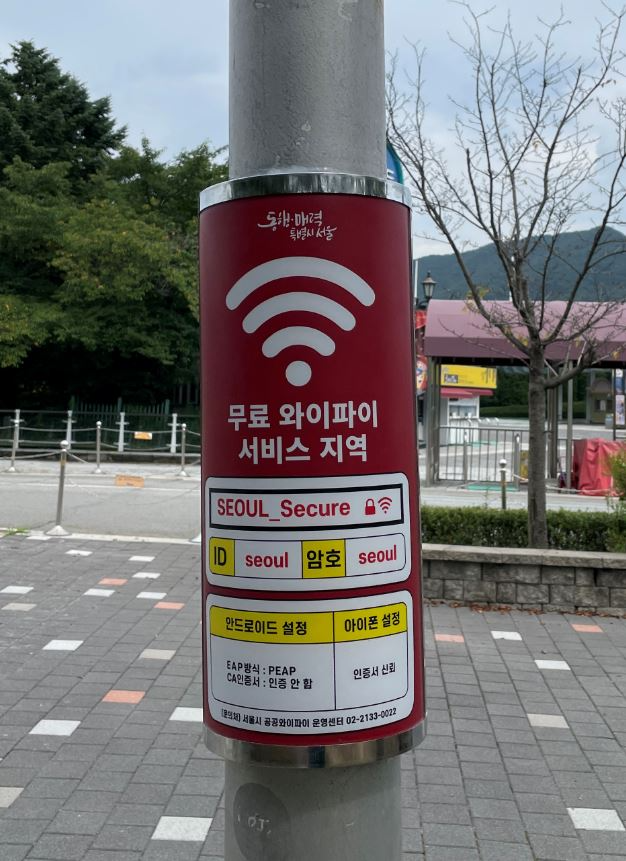 동행·매력
특별시 서울
무료 와이파이
서비스 지역
SEOUL_Secure
ID seoul 암호 seoul
안드로이드 설정 아이폰 설정
EAP방식 : PEAP
CA인증서 : 인증 안 함
인증서 신뢰
[문의처] 서울시 공공와이파이 운영센터 02-2133-0022